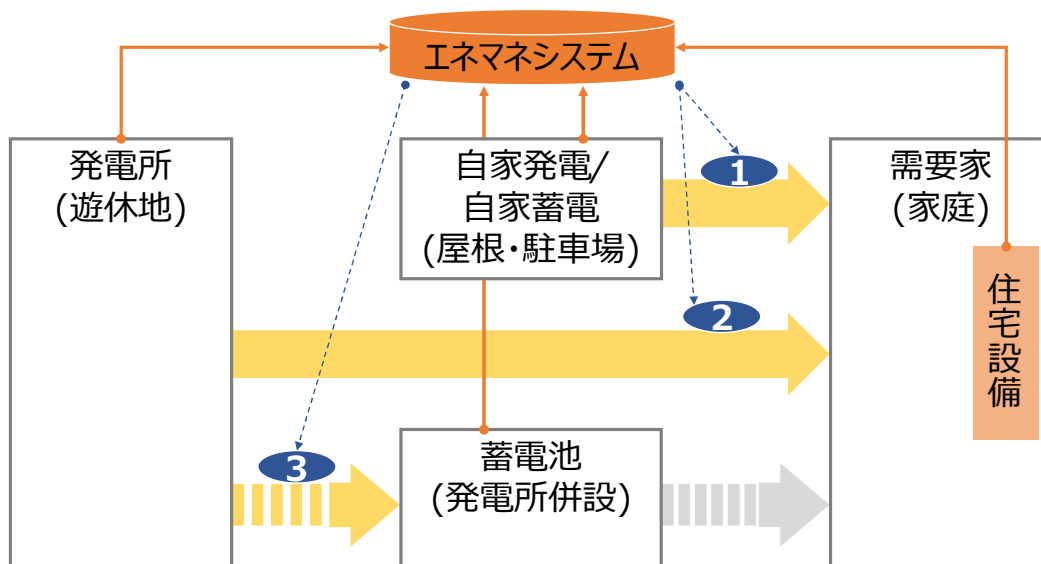 エネマネシステム
発電所
(遊休地)
自家発電/
自家蓄電
(屋根・駐車場)
1
需要家
(家庭)
住宅設備
2
3
蓄電池
(発電所併設)